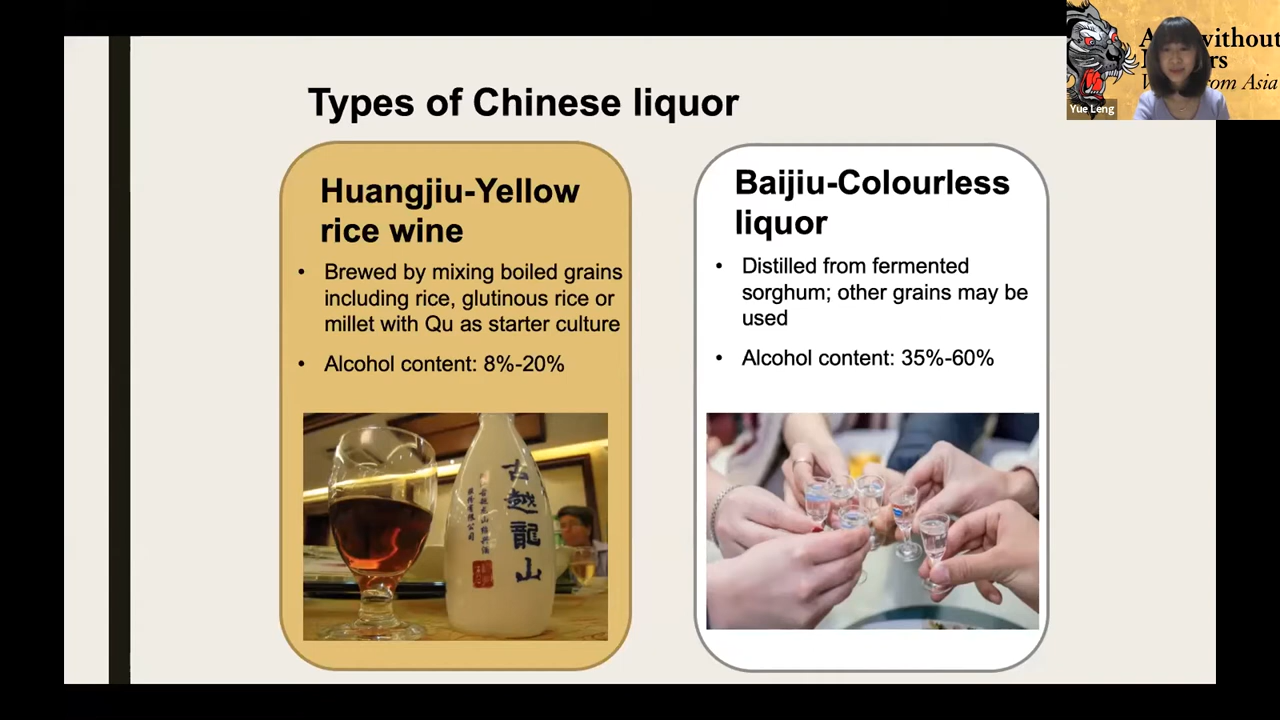 Types of Chinese liquor
Huangjiu-Yellow
rice wine
• Brewed by mixing boiled grains
including rice, glutinous rice or
millet with Qu as starter culture
• Alcohol content: 8%-20%
古越龍山
Baijiu-Colourless
liquor
• Distilled from fermented
sorghum; other grains may be
used
• Alcohol content: 35%-60%
without
rs
from Asia
Yue Leng